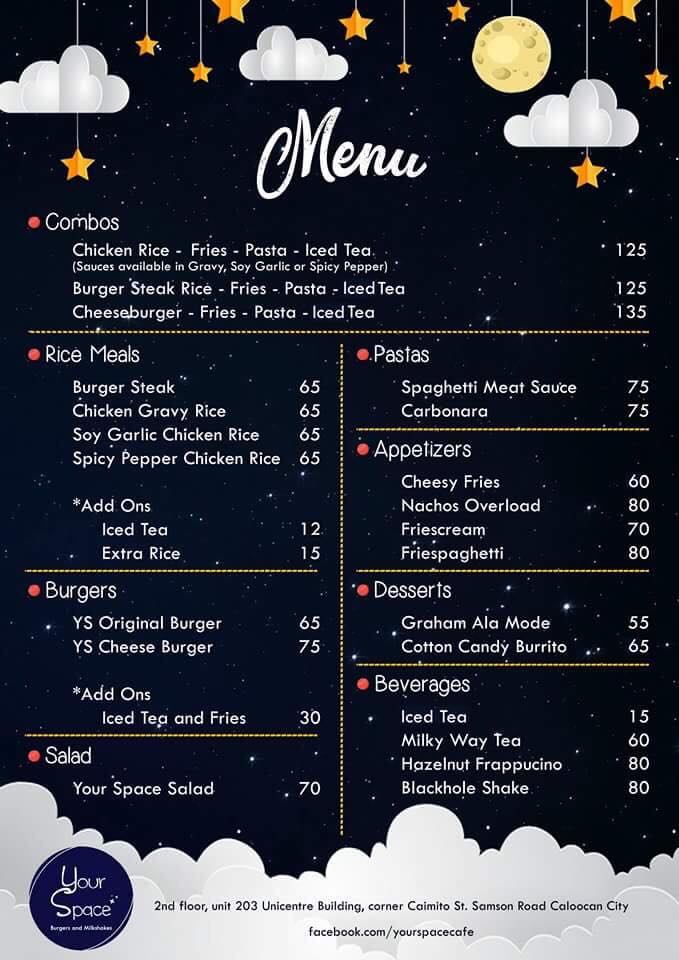 Menu
Combos
Chicken Rice - Fries - Pasta - Iced Tea 125
(Sauces available in Gravy, Soy Garlic or Spicy Pepper)
Burger Steak Rice - Fries - Pasta - Iced Tea 125
Cheeseburger - Fries - Pasta - Iced Tea 135
Rice Meals
Burger Steak 65
Chicken Gravy Rice 65
Soy Garlic Chicken Rice 65
Spicy Pepper Chicken Rice 65
*Add Ons
Iced Tea 12
Extra Rice 15
Burgers
YS Original Burger 65
YS Cheese Burger 75
*Add Ons
Iced Tea and Fries 30
Salad
Your Space Salad 70
Pastas
Spaghetti Meat Sauce 75
Carbonara 75
Appetizers
Cheesy Fries 60
Nachos Overload 80
Friescream 70
Friespaghetti 80
Desserts
Graham Ala Mode 55
Cotton Candy Burrito 65
Beverages
Iced Tea 15
Milky Way Tea 60
Hazelnut Frappucino 80
Blackhole Shake 80
Your
Space
Burgers and Milkshakes
2nd floor, unit 203 Unicentre Building, corner Caimito St. Samson Road Caloocan City
facebook.com/yourspacecafe